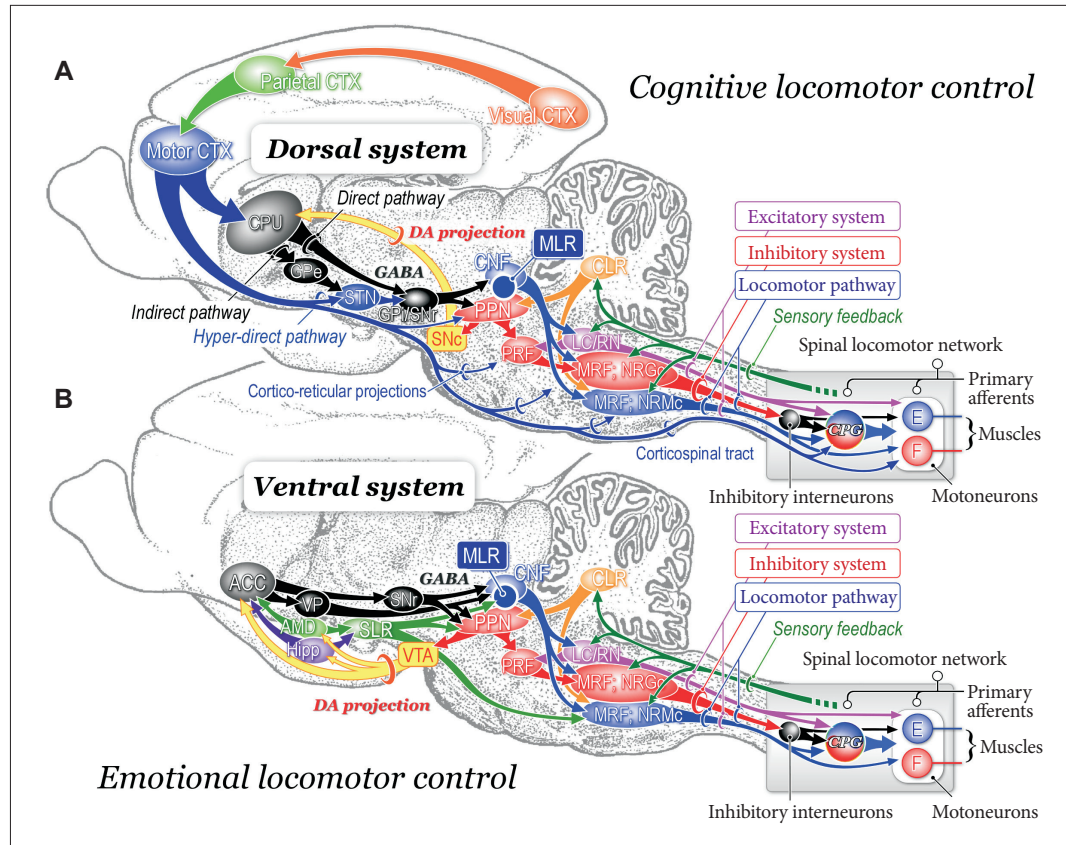 A
Cognitive locomotor control
Parietal CTX
Visual CTX
Motor CTX
Dorsal system
Direct pathway
CPU
DA projection
MLR
CNF
CLR
GABA
GPe
STN
GPi/SNr
PPN
Indirect pathway
Hyper-direct pathway
SNc
PRF
LC/RN
MRF; NRGc
MRF; NRMc
Cortico-reticular projections
Corticospinal tract
Excitatory system
Inhibitory system
Locomotor pathway
Sensory feedback
Spinal locomotor network
Primary
afferents
E
CPG
F
Muscles
Inhibitory interneurons
Motoneurons
B
Ventral system
MLR
CNF
CLR
GABA
ACC
VP
SNr
AMD
SLR
PPN
Hipp
VTA
PRF
LC/RN
MRF; NRGc
MRF; NRMc
DA projection
Excitatory system
Inhibitory system
Locomotor pathway
Sensory feedback
Spinal locomotor network
Primary
afferents
E
CPG
F
Muscles
Inhibitory interneurons
Motoneurons
Emotional locomotor control